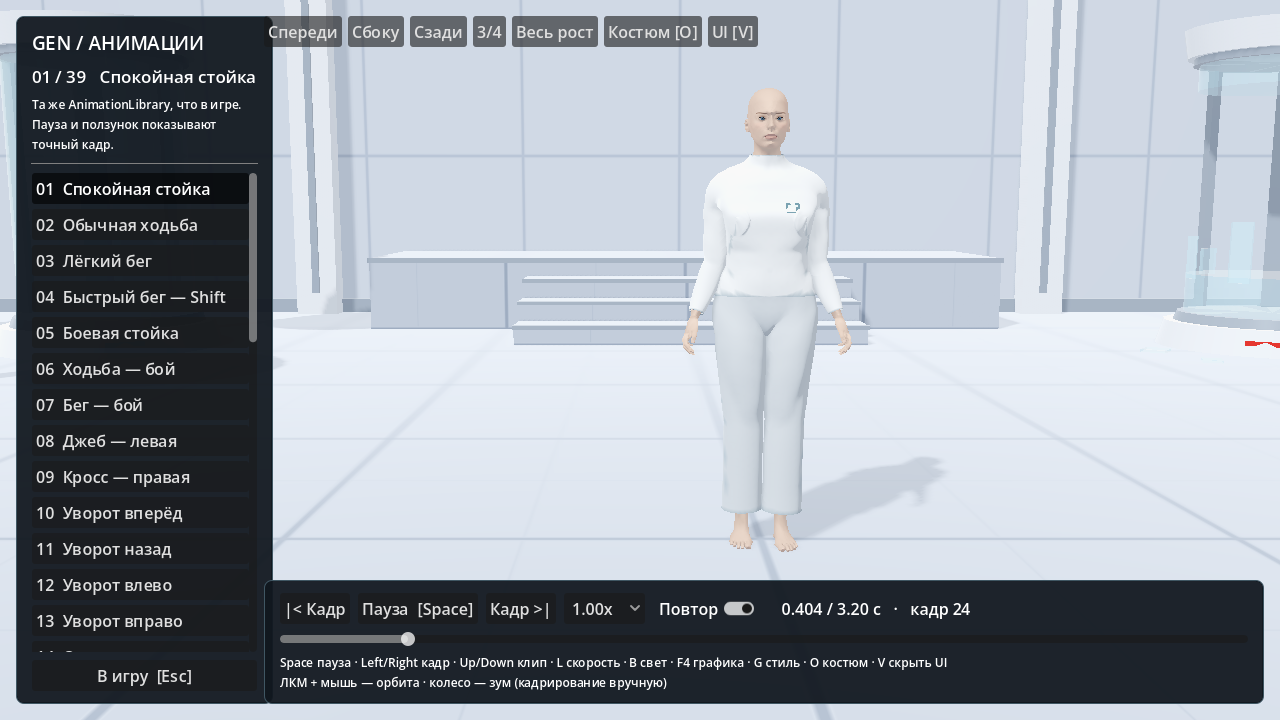 GEN / АНИМАЦИИ
01 / 39 Спокойная стойка
Та же AnimationLibrary, что в игре.
Пауза и ползунок показывают
точный кадр.
01 Спокойная стойка
02 Обычная ходьба
03 Лёгкий бег
04 Быстрый бег — Shift
05 Боевая стойка
06 Ходьба — бой
07 Бег — бой
08 Джеб — левая
09 Кросс — правая
10 Уворот вперёд
11 Уворот назад
12 Уворот влево
13 Уворот вправо
В игру [Esc]
Спереди Сбоку Сзади 3/4 Весь рост Костюм [O] UI [V]
|< Кадр Пауза [Space] Кадр >| 1.00x Повтор 0.404 / 3.20 с · кадр 24
Space пауза · Left/Right кадр · Up/Down клип · L скорость · B свет · F4 графика · G стиль · O костюм · V скрыть UI
ЛКМ + мышь — орбита · колесо — зум (кадрирование вручную)